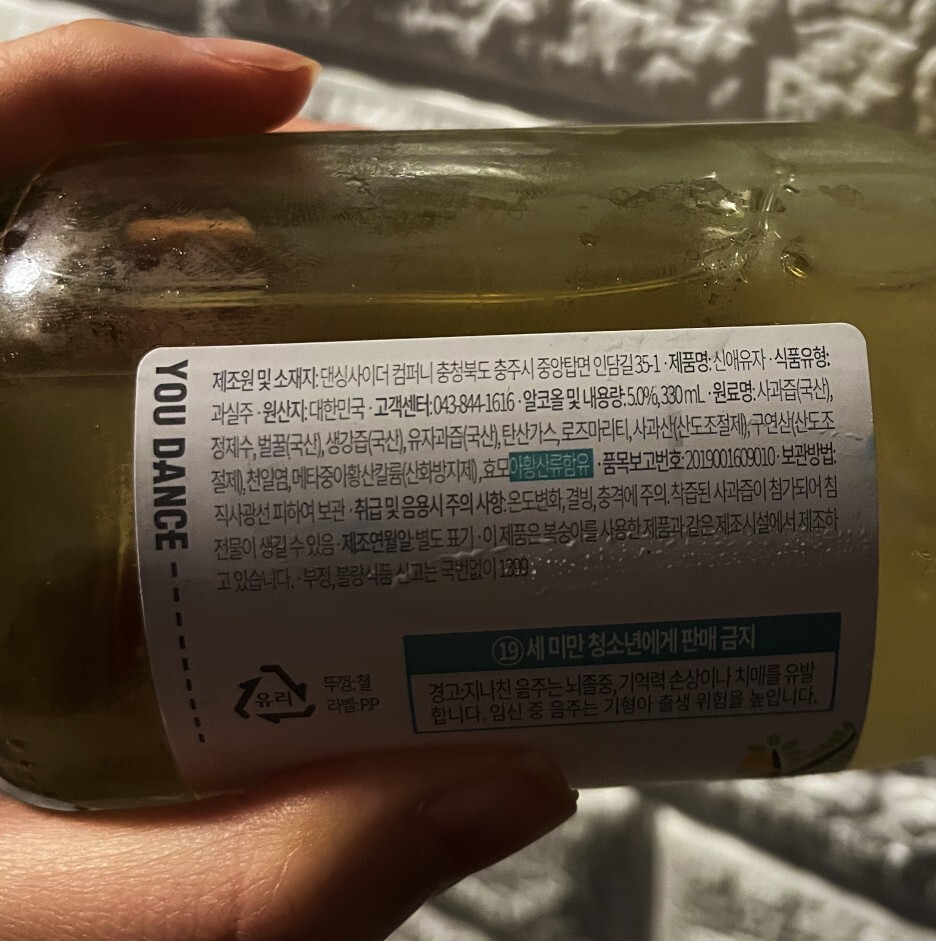 YOU DANCE
제조원 및 소재지: 댄싱사이더 컴퍼니 충청북도 충주시 중앙탑면 인담길 35-1 · 제품명: 신애유자 · 식품유형:
과실주 · 원산지: 대한민국 · 고객센터: 043-844-1616 · 알코올 및 내용량: 5.0%, 330 mL · 원료명: 사과즙(국산),
정제수, 벌꿀(국산), 생강즙(국산), 유자과즙(국산), 탄산가스, 로즈마리티, 사과산(산도조절제), 구연산(산도조
절제), 천일염, 메타중아황산칼륨(산화방지제), 효모 아황산류함유 · 품목보고번호: 2019001609010 · 보관방법:
직사광선 피하여 보관 · 취급 및 음용시 주의 사항: 온도변화, 결빙, 충격에 주의. 착즙된 사과즙이 첨가되어 침
전물이 생길 수 있음 · 제조연월일: 별도 표기 · 이 제품은 복숭아를 사용한 제품과 같은 제조시설에서 제조하
고 있습니다. · 부정, 불량식품 신고는 국번없이 1399
19세 미만 청소년에게 판매 금지
경고:지나친 음주는 뇌졸중, 기억력 손상이나 치매를 유발
합니다. 임신 중 음주는 기형아 출생 위험을 높입니다.
유리
뚜껑:철
라벨:PP